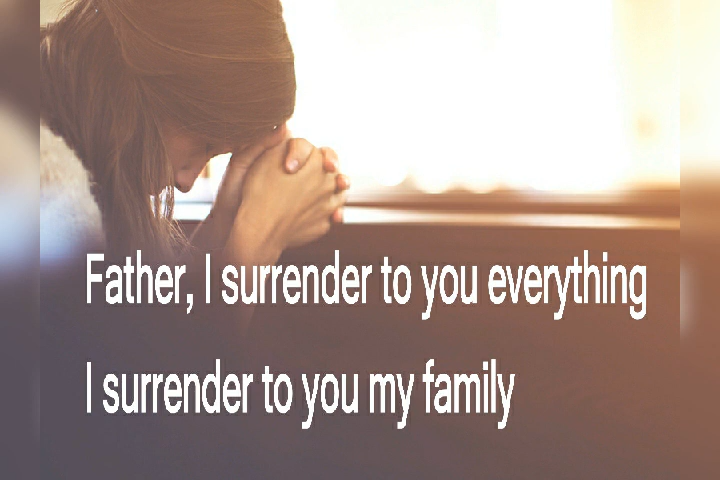 Father, I surrender to you everything
I surrender to you my family